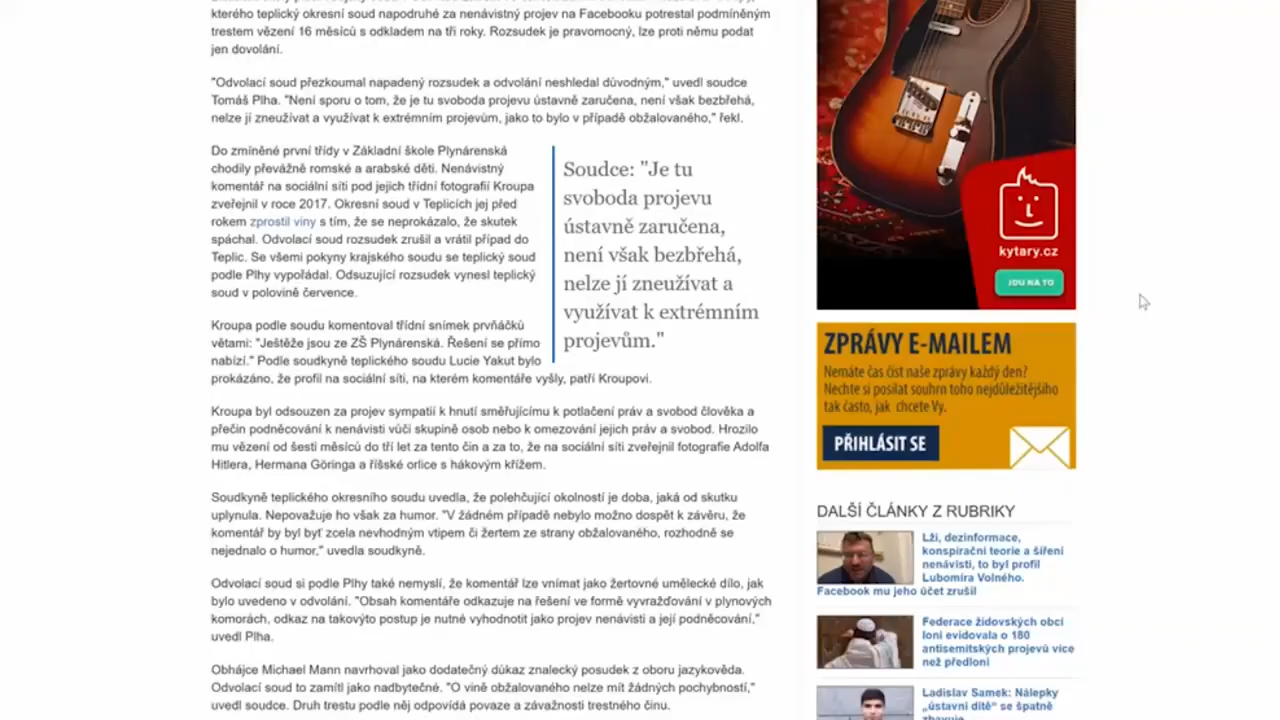 kterého teplický okresní soud napodruhé za nenávistný projev na Facebooku potrestal podmíněným
trestem vězení 16 měsíců s odkladem na tři roky. Rozsudek je pravomocný, lze proti němu podat
jen dovolání.
"Odvolací soud přezkoumal napadený rozsudek a odvolání neshledal důvodným," uvedl soudce
Tomáš Plha. "Není sporu o tom, že je tu svoboda projevu ústavně zaručena, není však bezbřehá,
nelze jí zneužívat a využívat k extrémním projevům, jako to bylo v případě obžalovaného," řekl.
Do zmíněné první třídy v Základní škole Plynárenská
chodily převážně romské a arabské děti. Nenávistný
komentář na sociální síti pod jejich třídní fotografií Kroupa
zveřejnil v roce 2017. Okresní soud v Teplicích jej před
rokem zprostil viny s tím, že se neprokázalo, že skutek
spáchal. Odvolací soud rozsudek zrušil a vrátil případ do
Teplic. Se všemi pokyny krajského soudu se teplický soud
podle Plhy vypořádal. Odsuzující rozsudek vynesl teplický
soud v polovině července.
Soudce: "Je tu
svoboda projevu
ústavně zaručena,
není však bezbřehá,
nelze jí zneužívat a
využívat k extrémním
projevům."
Kroupa podle soudu komentoval třídní snímek prvňáčků
větami: "Ještěže jsou ze ZŠ Plynárenská. Řešení se přímo
nabízí." Podle soudkyně teplického soudu Lucie Yakut bylo
prokázáno, že profil na sociální síti, na kterém komentáře vyšly, patří Kroupovi.
Kroupa byl odsouzen za projev sympatií k hnutí směřujícímu k potlačení práv a svobod člověka a
přečin podněcování k nenávisti vůči skupině osob nebo k omezování jejich práv a svobod. Hrozilo
mu vězení od šesti měsíců do tří let za tento čin a za to, že na sociální síti zveřejnil fotografie Adolfa
Hitlera, Hermana Göringa a říšské orlice s hákovým křížem.
Soudkyně teplického okresního soudu uvedla, že polehčující okolností je doba, jaká od skutku
uplynula. Nepovažuje ho však za humor. "V žádném případě nebylo možno dospět k závěru, že
komentář by byl byť zcela nevhodným vtipem či žertem ze strany obžalovaného, rozhodně se
nejednalo o humor," uvedla soudkyně.
Odvolací soud si podle Plhy také nemyslí, že komentář lze vnímat jako žertovné umělecké dílo, jak
bylo uvedeno v odvolání. "Obsah komentáře odkazuje na řešení ve formě vyvražďování v plynových
komorách, odkaz na takovýto postup je nutné vyhodnotit jako projev nenávisti a její podněcování,"
uvedl Plha.
Obhájce Michael Mann navrhoval jako dodatečný důkaz znalecký posudek z oboru jazykověda.
Odvolací soud to zamítl jako nadbytečné. "O vině obžalovaného nelze mít žádných pochybností,"
uvedl soudce. Druh trestu podle něj odpovídá povaze a závažnosti trestného činu.
kytary.cz
JDU NA TO
ZPRÁVY E-MAILEM
Nemáte čas číst naše zprávy každý den?
Nechte si posílat souhrn toho nejdůležitějšího
tak často, jak chcete Vy.
PŘIHLÁSIT SE
DALŠÍ ČLÁNKY Z RUBRIKY
Lži, dezinformace,
konspirační teorie a šíření
nenávisti, to byl profil
Lubomíra Volného.
Facebook mu jeho účet zrušil
Federace židovských obcí
loni evidovala o 180
antisemitských projevů více
než předloni
Ladislav Samek: Nálepky
„ústavní dítě“ se špatně
zbavuje